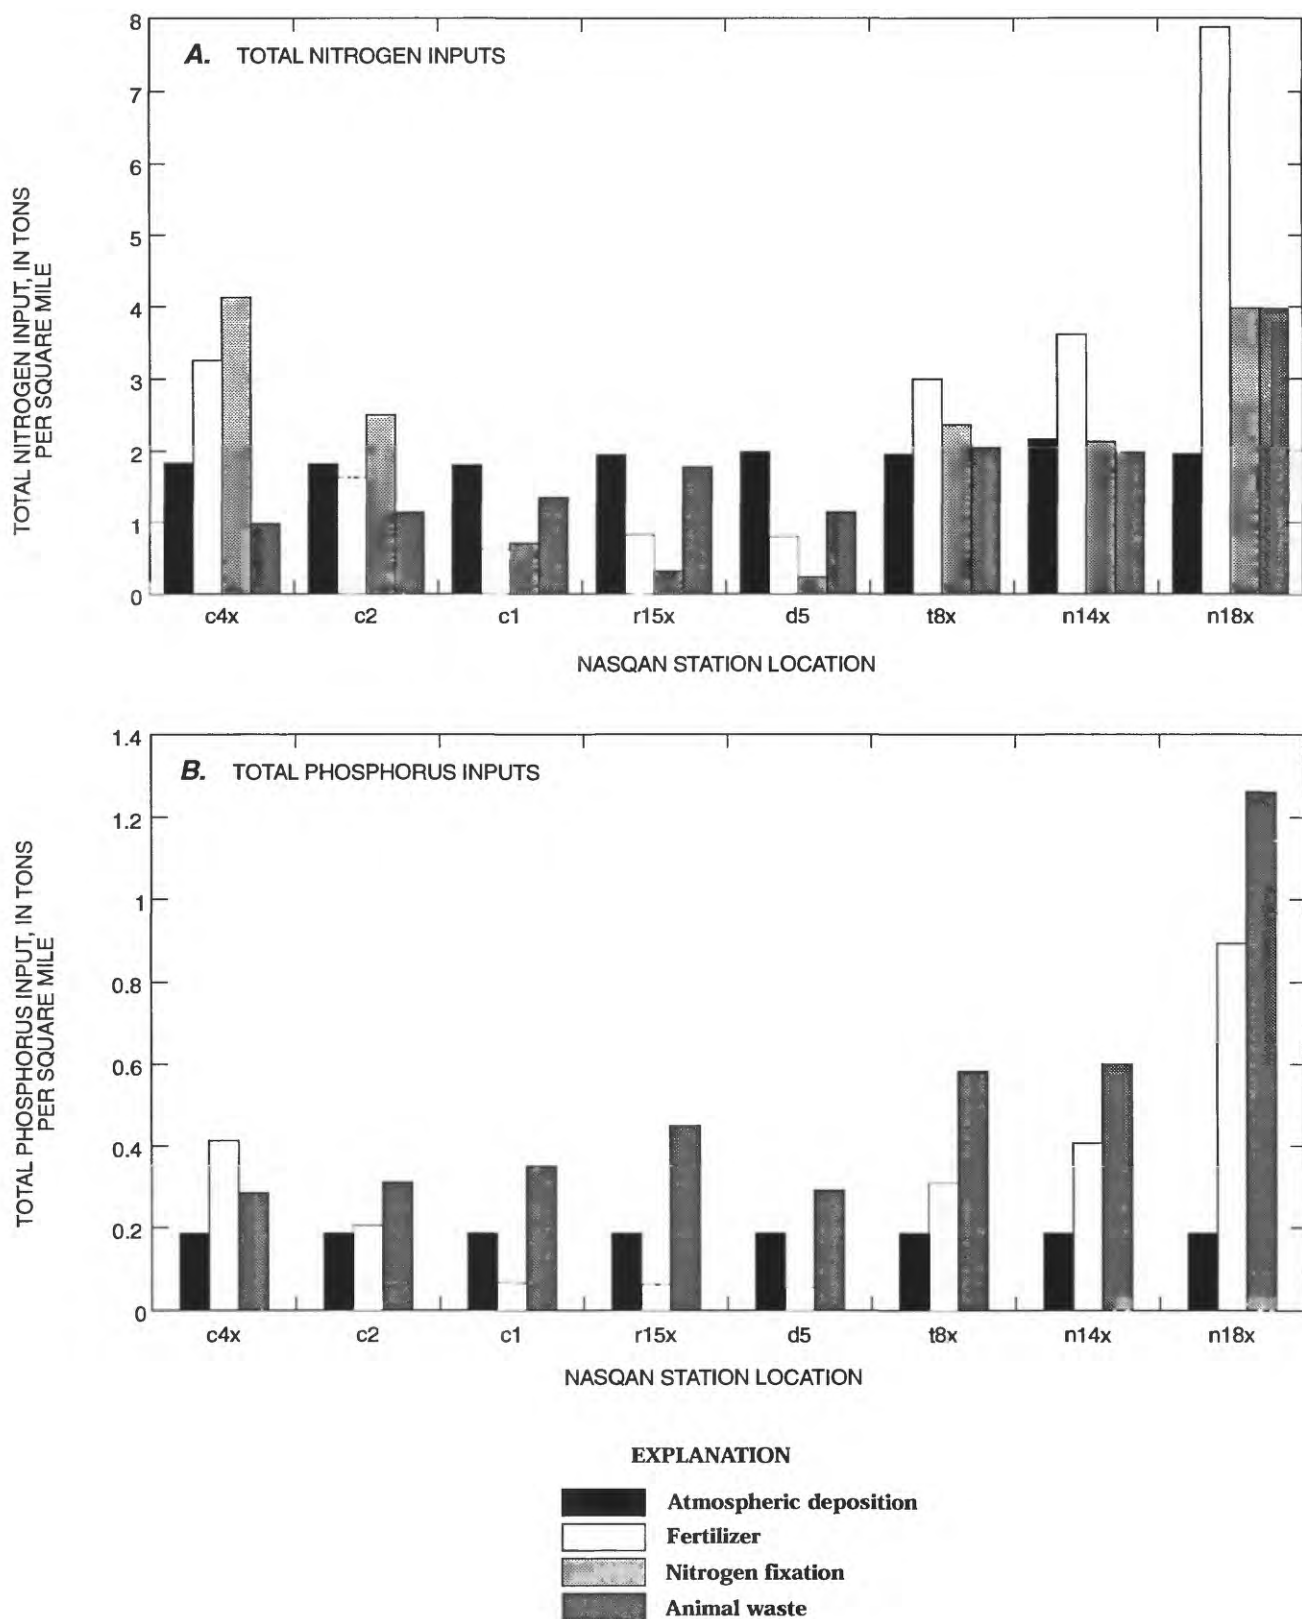 A. TOTAL NITROGEN INPUTS
TOTAL NITROGEN INPUT, IN TONS
PER SQUARE MILE
8
7
6
5
4
3
2
1
0
c4x c2 c1 r15x d5 t8x n14x n18x
NASQAN STATION LOCATION
B. TOTAL PHOSPHORUS INPUTS
TOTAL PHOSPHORUS INPUT, IN TONS
PER SQUARE MILE
1.4
1.2
1
0.8
0.6
0.4
0.2
0
c4x c2 c1 r15x d5 t8x n14x n18x
NASQAN STATION LOCATION
EXPLANATION
Atmospheric deposition
Fertilizer
Nitrogen fixation
Animal waste